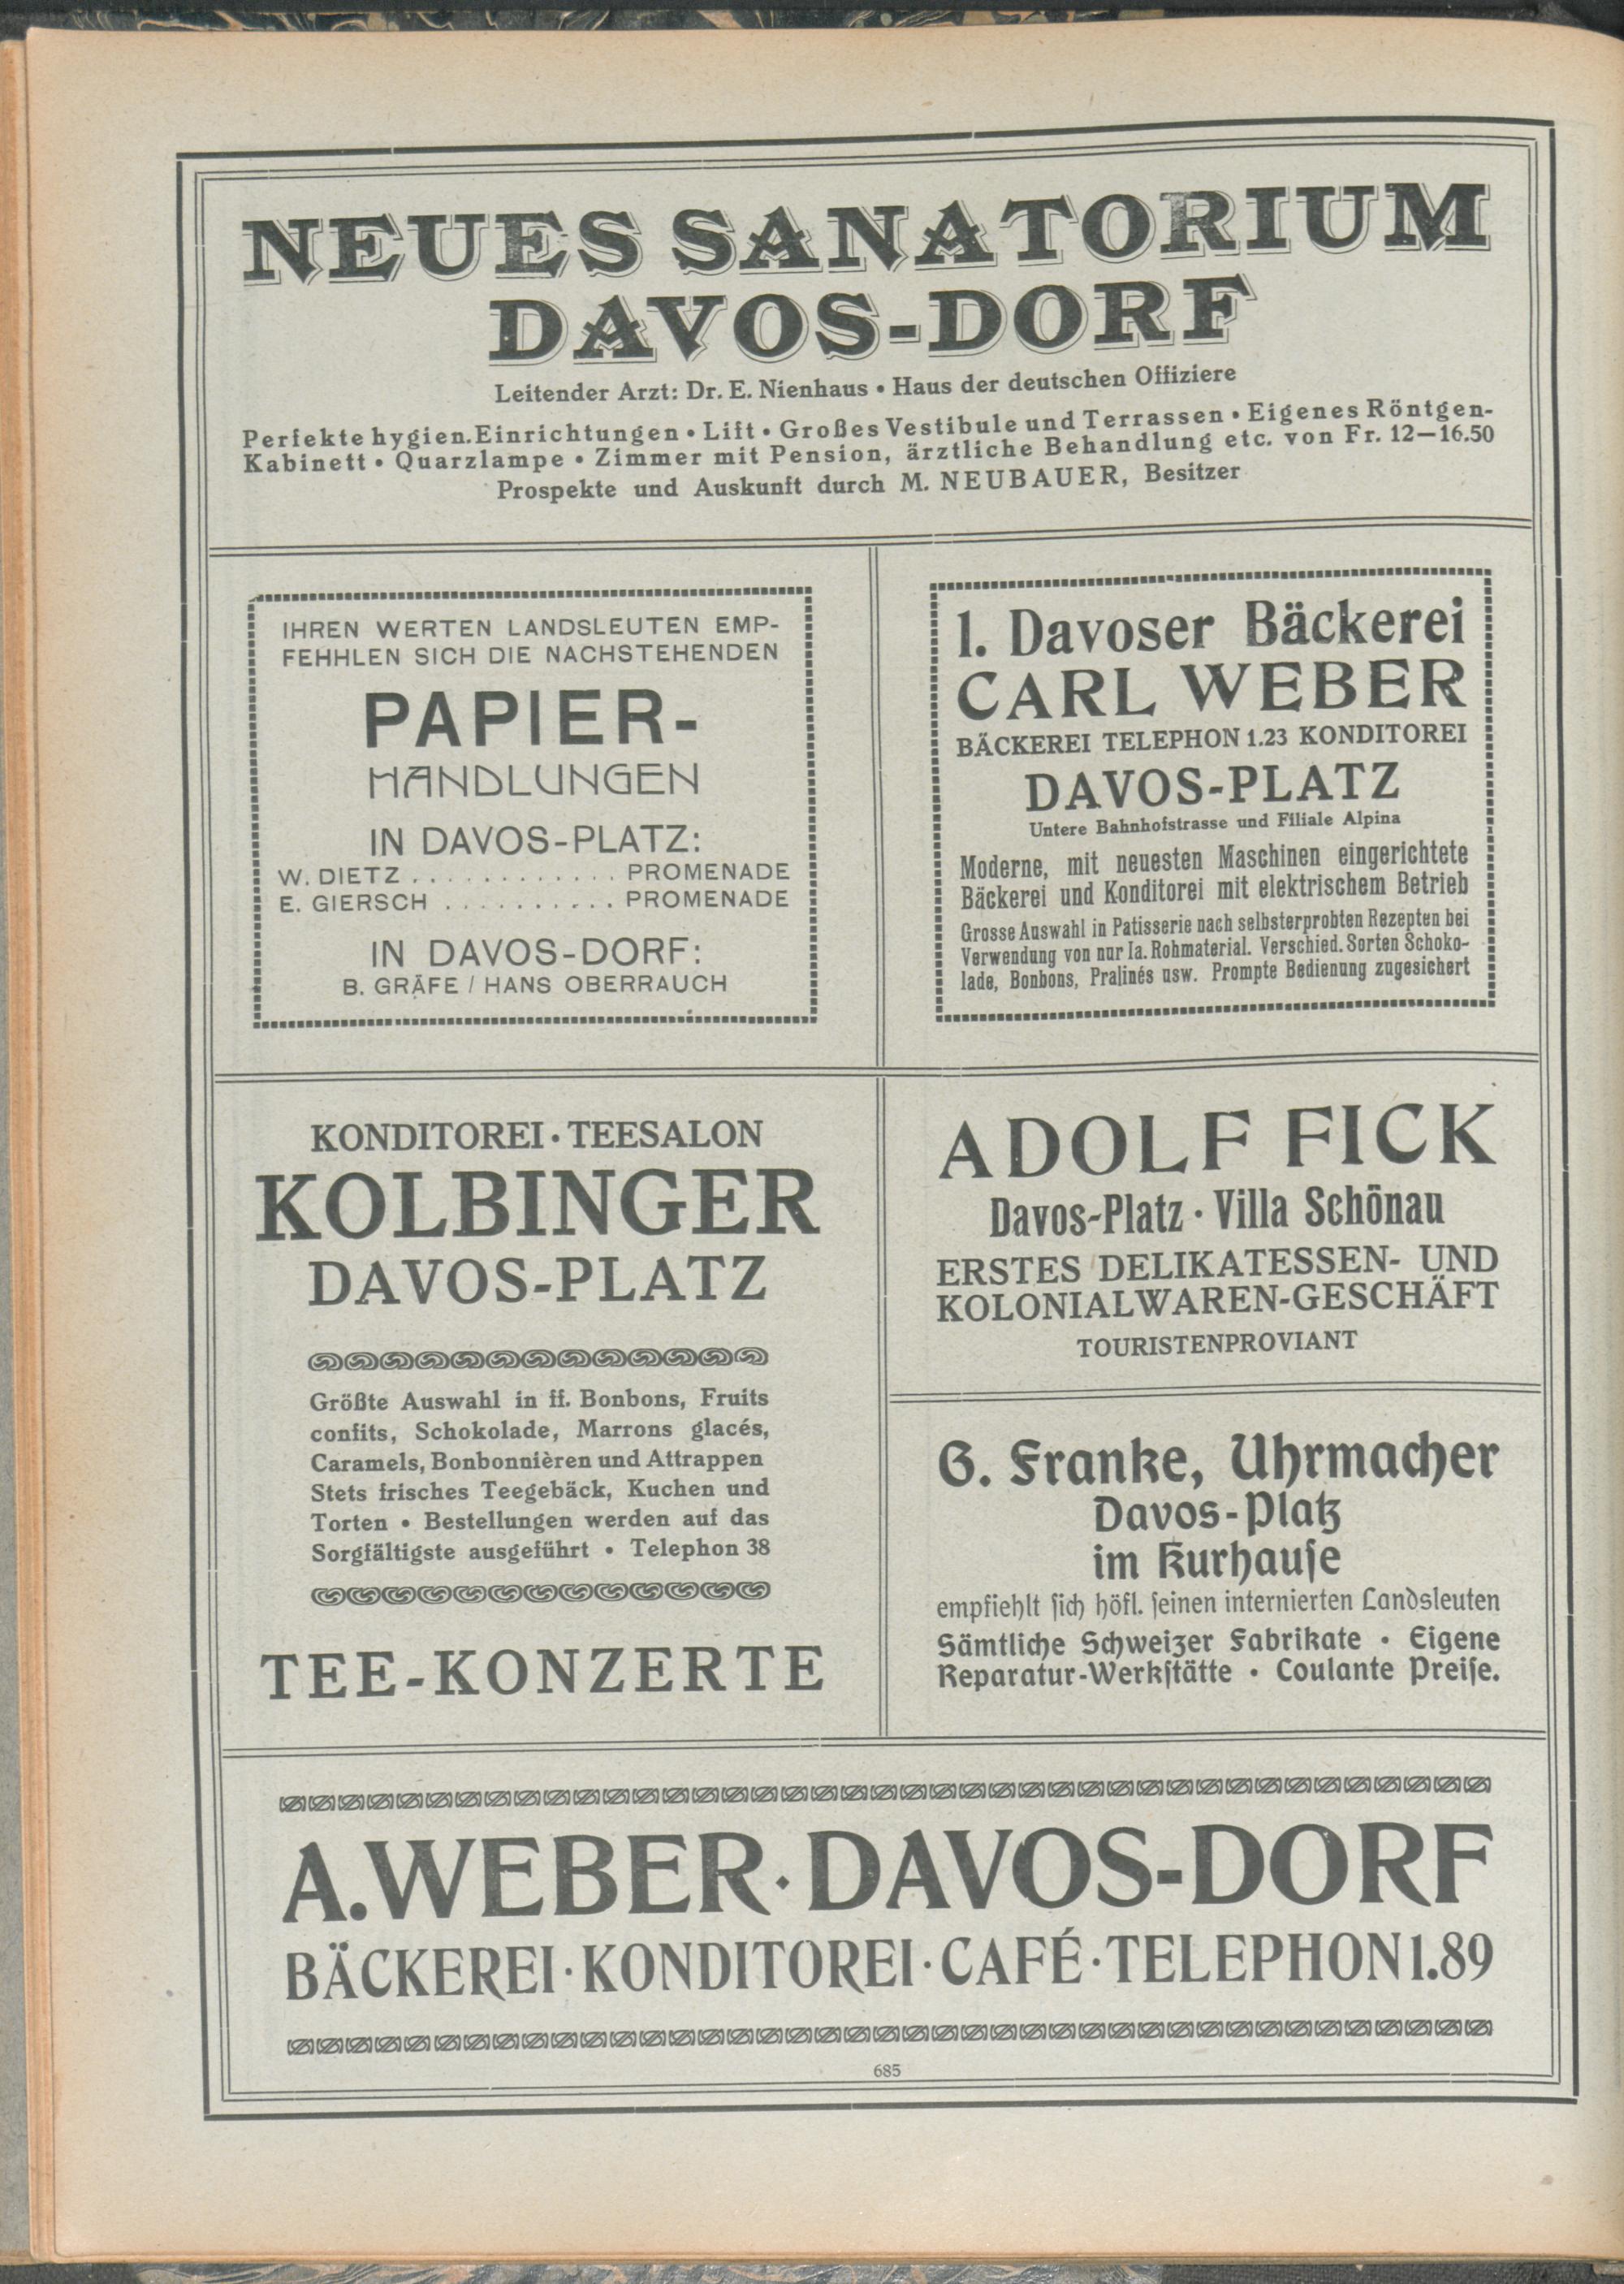 NEUES SANATORIUM
DAVOS-DORF
Leitender Arzt: Dr. E. Nienhaus • Haus der deutschen Offiziere
Perfekte hygien. Einrichtungen • Lift • Großes Vestibule und Terrassen • Eigenes Röntgen-
Kabinett • Quarzlampe • Zimmer mit Pension, ärztliche Behandlung etc. von Fr. 12—16.50
Prospekte und Auskunft durch M. NEUBAUER, Besitzer
IHREN WERTEN LANDSLEUTEN EMP-
FEHHLEN SICH DIE NACHSTEHENDEN
PAPIER-
HANDLUNGEN
IN DAVOS-PLATZ:
W. DIETZ . . . . . . . . . . . . PROMENADE
E. GIERSCH . . . . . . . . . . PROMENADE
IN DAVOS-DORF:
B. GRÄFE / HANS OBERRAUCH
1. Davoser Bäckerei
CARL WEBER
BÄCKEREI TELEPHON 1.23 KONDITOREI
DAVOS-PLATZ
Untere Bahnhofstrasse und Filiale Alpina
Moderne, mit neuesten Maschinen eingerichtete
Bäckerei und Konditorei mit elektrischem Betrieb
Grosse Auswahl in Patisserie nach selbsterprobten Rezepten bei
Verwendung von nur Ia. Rohmaterial. Verschied. Sorten Schoko-
lade, Bonbons, Pralinés usw. Prompte Bedienung zugesichert
KONDITOREI · TEESALON
KOLBINGER
DAVOS-PLATZ
Größte Auswahl in ff. Bonbons, Fruits
confits, Schokolade, Marrons glacés,
Caramels, Bonbonnièren und Attrappen
Stets frisches Teegebäck, Kuchen und
Torten • Bestellungen werden auf das
Sorgfältigste ausgeführt • Telephon 38
TEE-KONZERTE
ADOLF FICK
Davos-Platz · Villa Schönau
ERSTES DELIKATESSEN- UND
KOLONIALWAREN-GESCHÄFT
TOURISTENPROVIANT
G. Franke, Uhrmacher
Davos-Platz
im Kurhauſe
empfiehlt ſich höfl. ſeinen internierten Landsleuten
Sämtliche Schweizer Fabrikate • Eigene
Reparatur-Werkſtätte • Coulante Preiſe.
A. WEBER · DAVOS-DORF
BÄCKEREI · KONDITOREI · CAFÉ · TELEPHON 1.89
685